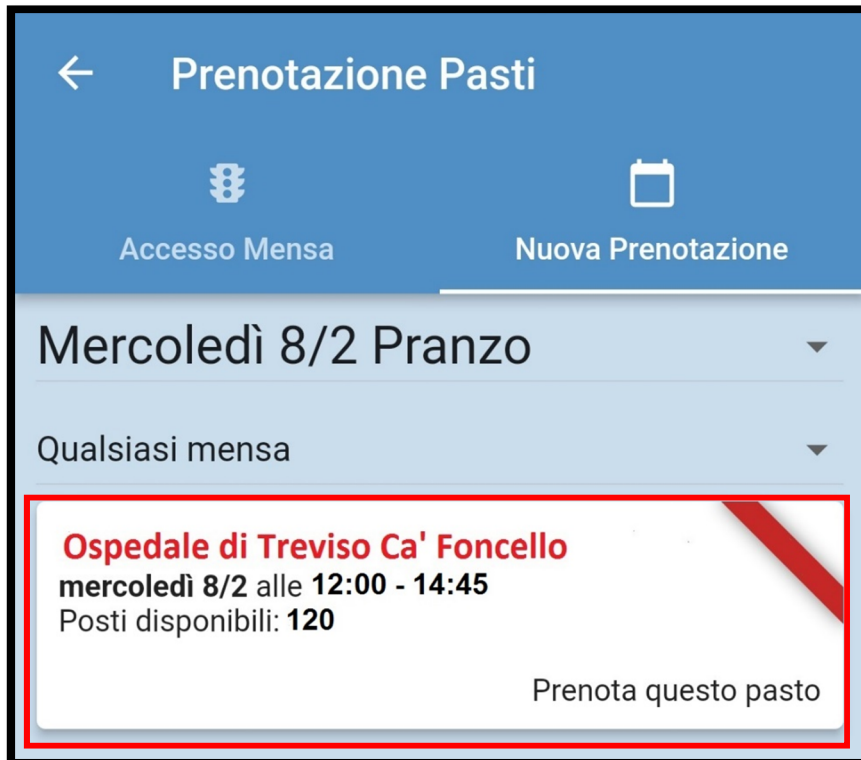 Prenotazione Pasti
Accesso Mensa
Nuova Prenotazione
Mercoledì 8/2 Pranzo
Qualsiasi mensa
Ospedale di Treviso Ca' Foncello
mercoledì 8/2 alle 12:00 - 14:45
Posti disponibili: 120
Prenota questo pasto